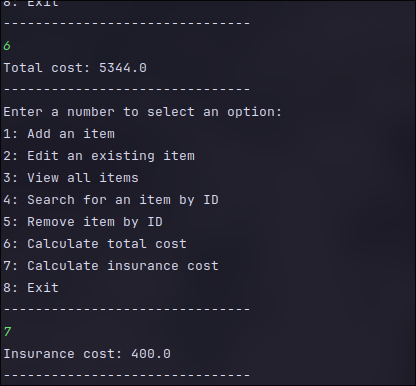 8: Exit
-------------------------------
6
Total cost: 5344.0
-------------------------------
Enter a number to select an option:
1: Add an item
2: Edit an existing item
3: View all items
4: Search for an item by ID
5: Remove item by ID
6: Calculate total cost
7: Calculate insurance cost
8: Exit
-------------------------------
7
Insurance cost: 400.0
-------------------------------